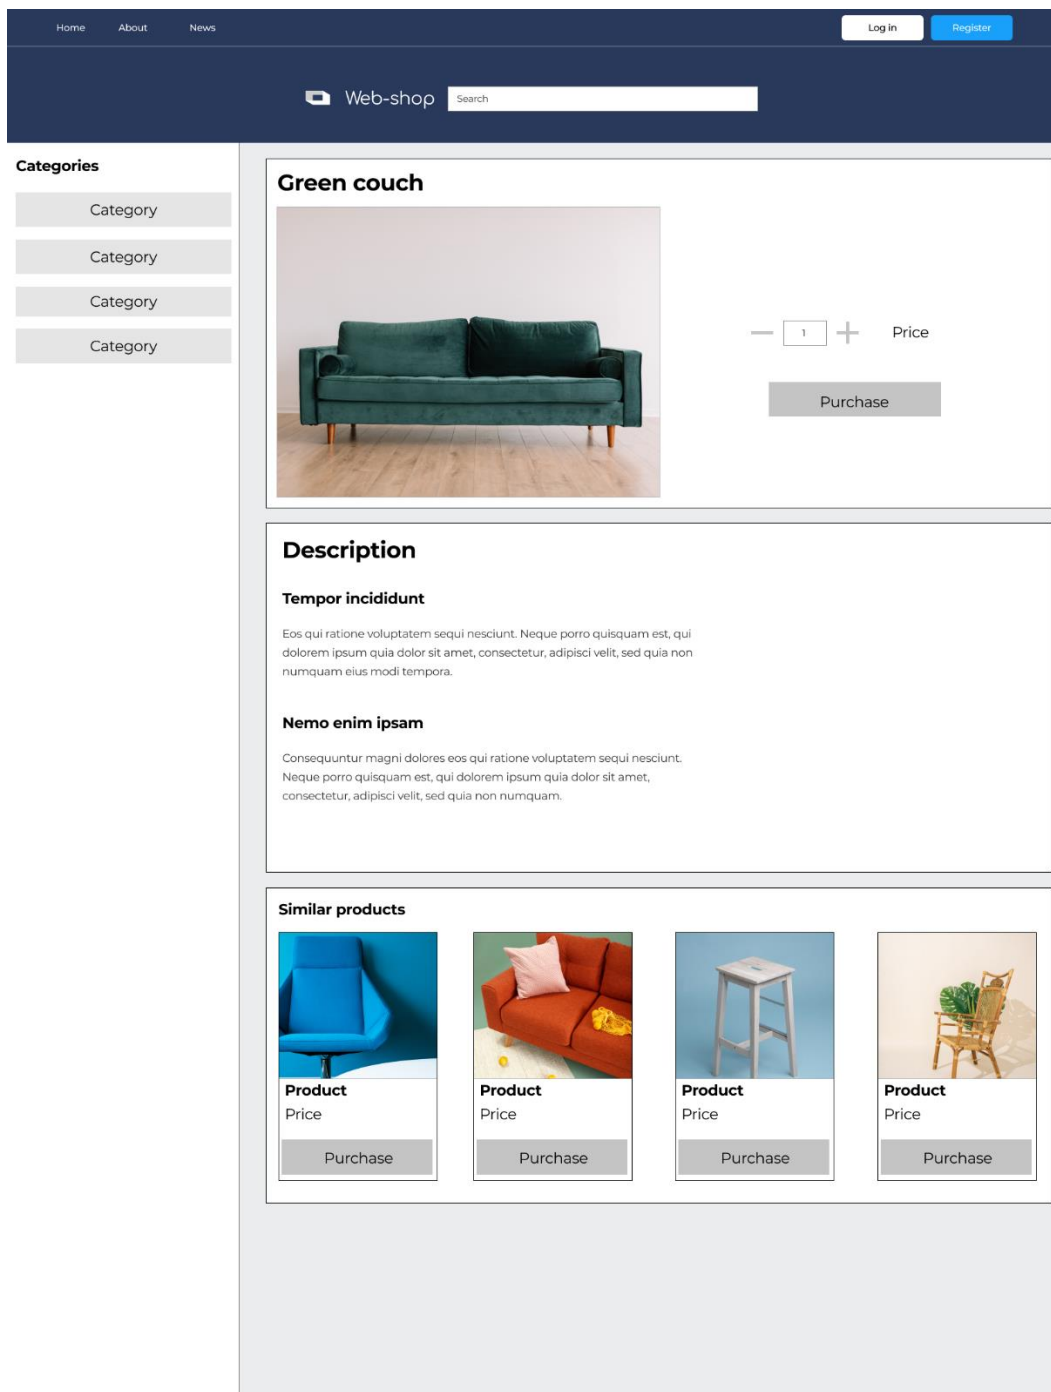 Home About News Log in Register
Web-shop Search
Categories
Category
Category
Category
Category
Green couch
1 Price
Purchase
Description
Tempor incididunt
Eos qui ratione voluptatem sequi nesciunt. Neque porro quisquam est, qui
dolorem ipsum quia dolor sit amet, consectetur, adipisci velit, sed quia non
numquam eius modi tempora.
Nemo enim ipsam
Consequuntur magni dolores eos qui ratione voluptatem sequi nesciunt.
Neque porro quisquam est, qui dolorem ipsum quia dolor sit amet,
consectetur, adipisci velit, sed quia non numquam.
Similar products
Product Product Product Product
Price Price Price Price
Purchase Purchase Purchase Purchase